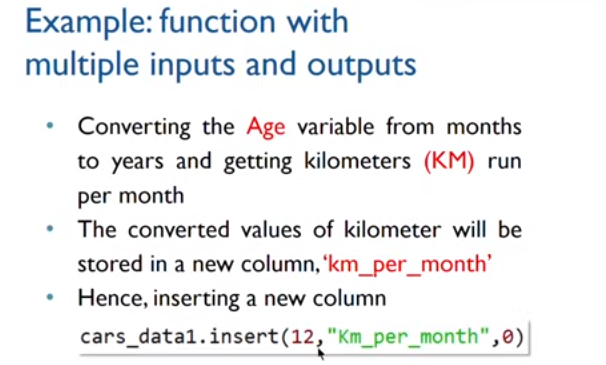 Example: function with
multiple inputs and outputs
• Converting the Age variable from months
to years and getting kilometers (KM) run
per month
• The converted values of kilometer will be
stored in a new column,‘km_per_month’
• Hence, inserting a new column
cars_data1.insert(12,"Km_per_month",0)